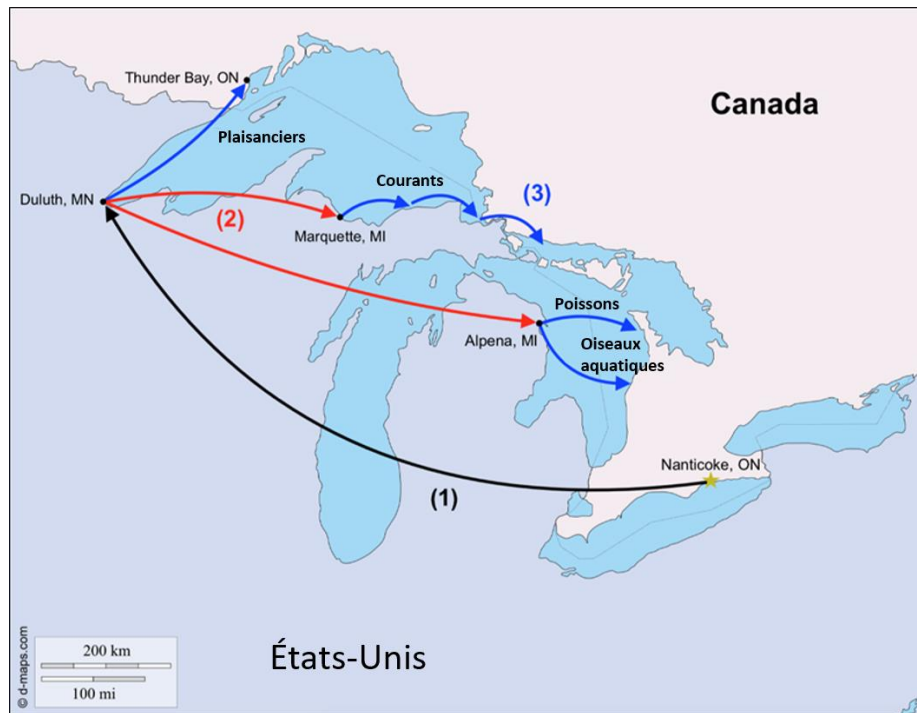 Thunder Bay, ON
Canada
Plaisanciers
Duluth, MN
Courants
(3)
(2)
Marquette, MI
Poissons
Alpena, MI
Oiseaux
aquatiques
Nanticoke, ON
(1)
© d-maps.com
200 km
100 mi
États-Unis